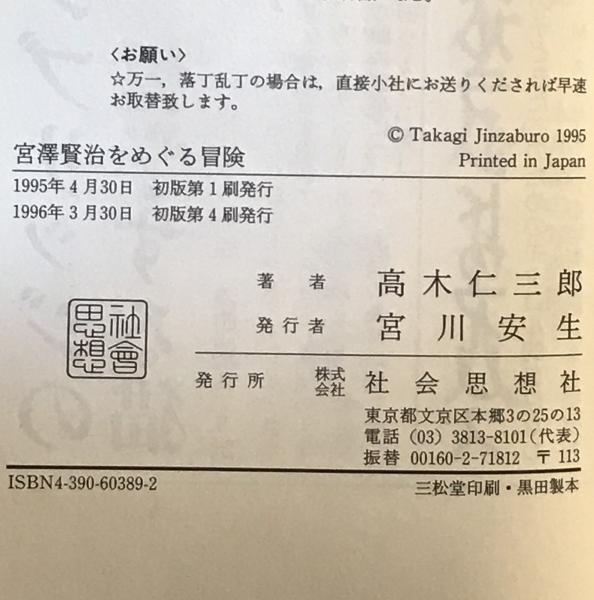 〈お願い〉
☆万一，落丁乱丁の場合は，直接小社にお送りくだされば早速
お取替致します。
© Takagi Jinzaburo 1995
宮澤賢治をめぐる冒険
Printed in Japan
1995年4月30日 初版第1刷発行
1996年3月30日 初版第4刷発行
著者 高木仁三郎
発行者 宮川安生
社會思想
発行所 株式会社 社会思想社
東京都文京区本郷3の25の13
電話 (03) 3813-8101(代表)
振替 00160-2-71812 〒113
ISBN4-390-60389-2
三松堂印刷・黒田製本